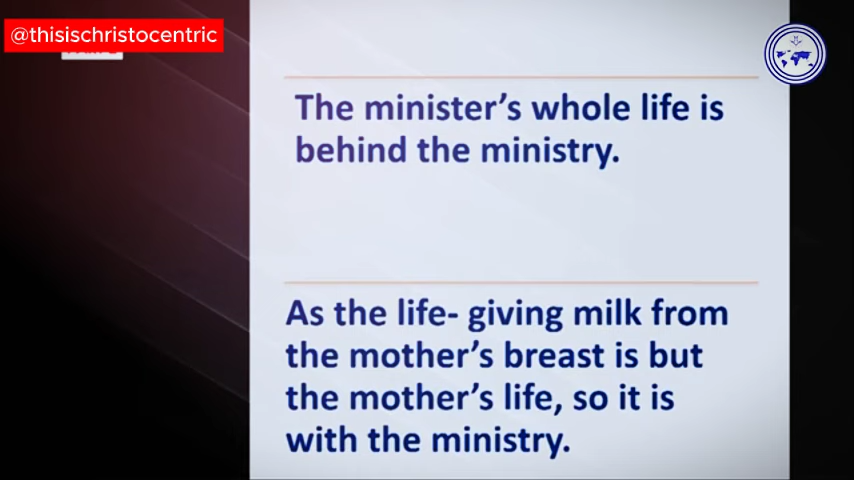 @thisischristocentric
The minister's whole life is
behind the ministry.
As the life- giving milk from
the mother's breast is but
the mother's life, so it is
with the ministry.